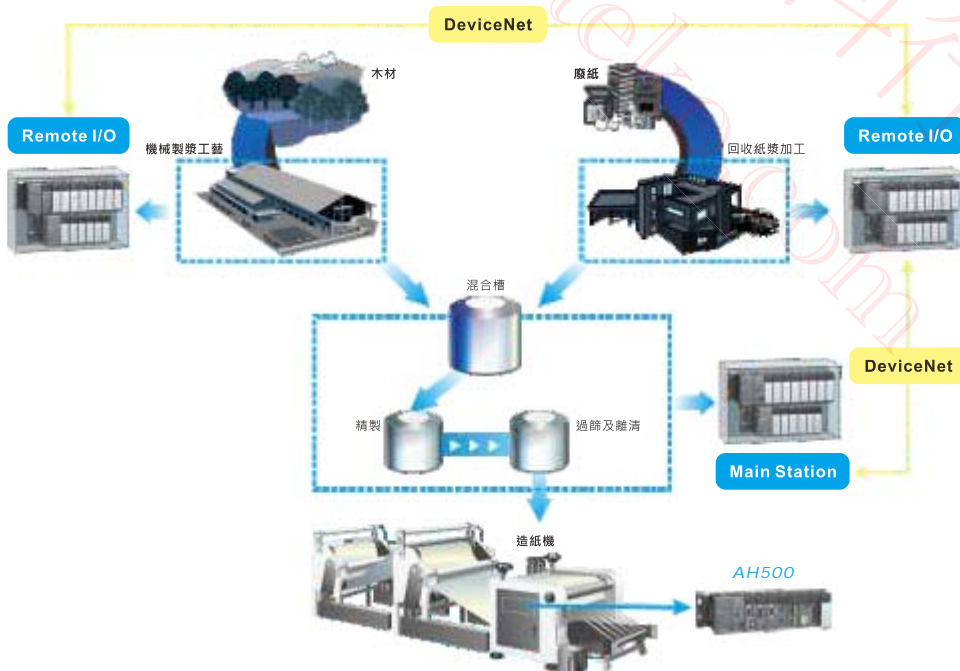 DeviceNet
木材
廢紙
Remote I/O
機械製漿工藝
回收紙漿加工
Remote I/O
混合槽
DeviceNet
精製
過篩及離清
Main Station
造紙機
AH500